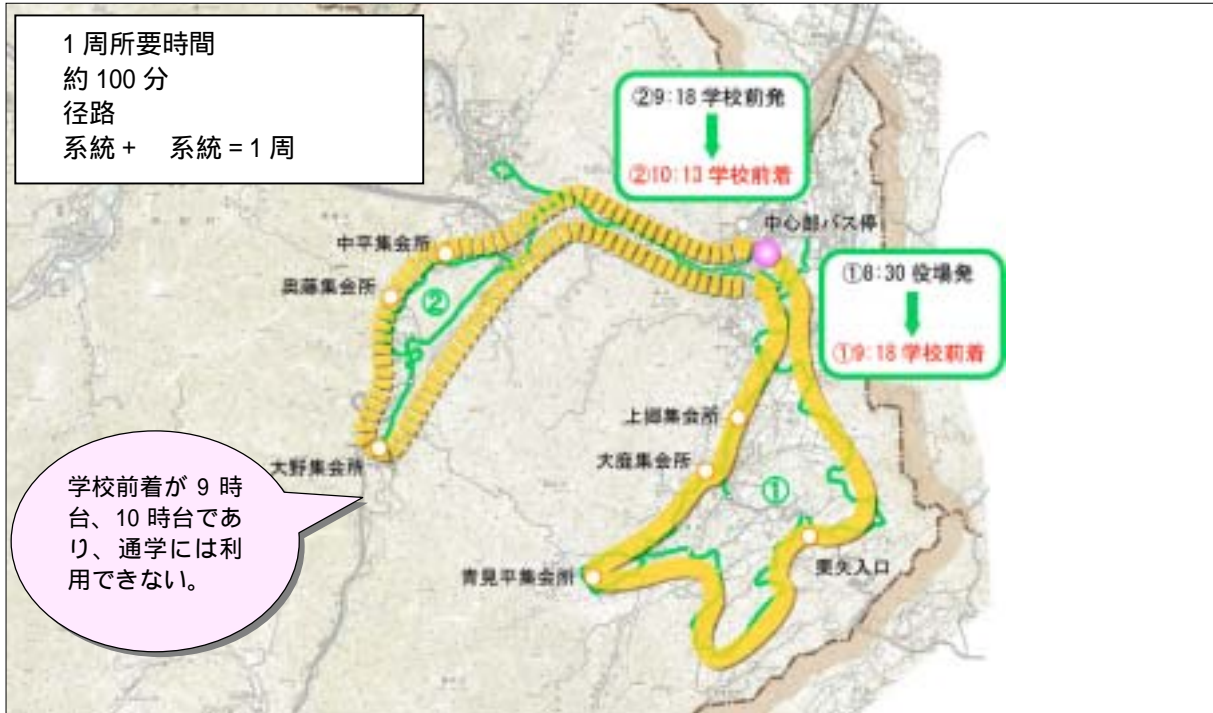 1周所要時間
約100分
径路
系統+　系統=1周
②9:18 学校前発
②10:13 学校前着
中心部バス停
①8:30 役場発
①9:18 学校前着
中平集会所
奥藤集会所
②
大野集会所
上郷集会所
大庭集会所
①
青見平集会所
入口
学校前着が 9 時
台、10 時台であ
り、通学には利
用できない。